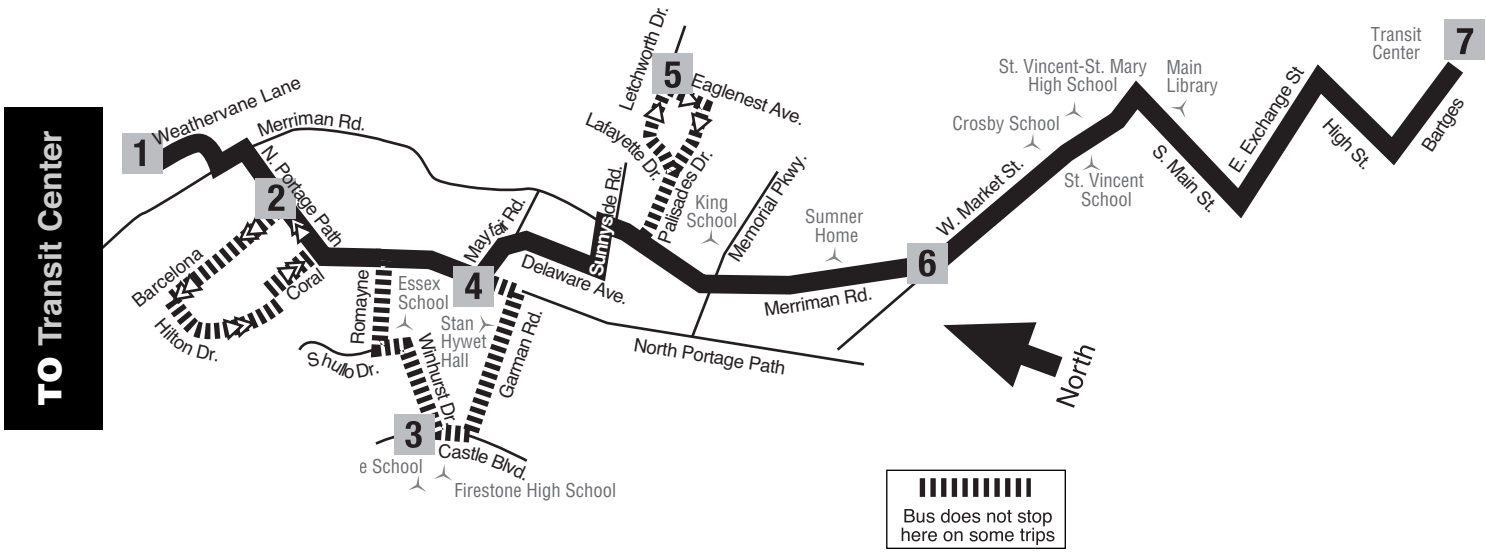 TO Transit Center
1
Weathervane Lane
Merriman Rd.
N. Portage Path
2
Barcelona
Hilton Dr.
Coral
Romayne
Shullo Dr.
Essex
School
Winhurst Dr.
3
e School
Firestone High School
Castle Blvd.
Garman Rd.
Stan
Hywet
Hall
4
Mayfair Rd.
Delaware Ave.
Sunnyside Rd.
North Portage Path
Letchworth Dr.
5
Eaglenest Ave.
Lafayette Dr.
Palisades Dr.
King
School
Memorial Pkwy.
Sumner
Home
Merriman Rd.
6
W. Market St.
Crosby School
St. Vincent-St. Mary
High School
St. Vincent
School
Main
Library
S. Main St.
E. Exchange St
High St.
Bartges
Transit
Center
7
North
Bus does not stop
here on some trips